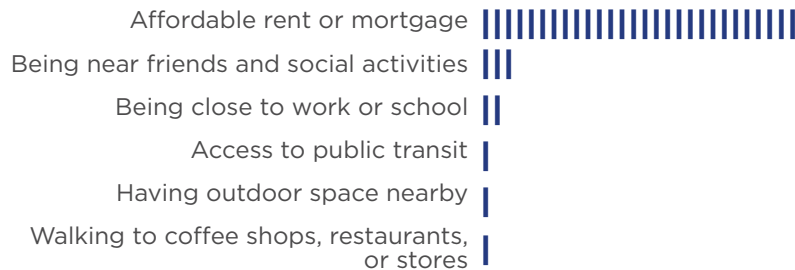 Affordable rent or mortgage
Being near friends and social activities
Being close to work or school
Access to public transit
Having outdoor space nearby
Walking to coffee shops, restaurants,
or stores